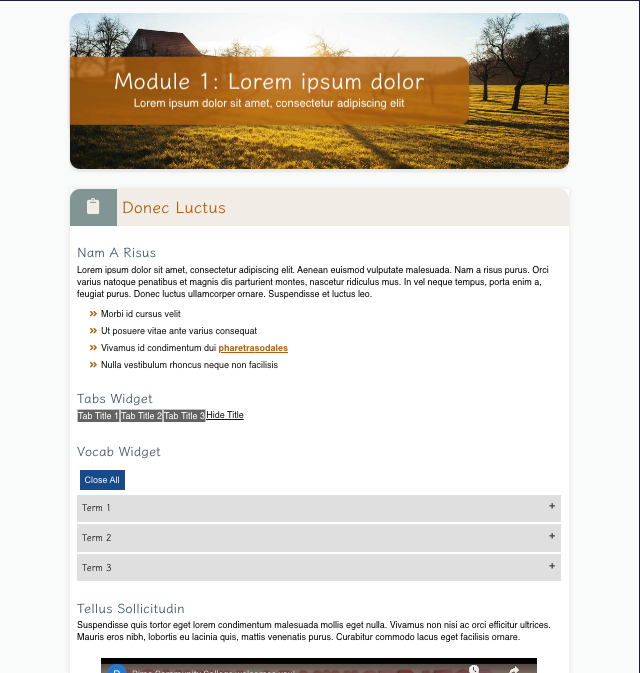 Module 1: Lorem ipsum dolor
Lorem ipsum dolor sit amet, consectetur adipiscing elit
Donec Luctus
Nam A Risus
Lorem ipsum dolor sit amet, consectetur adipiscing elit. Aenean euismod vulputate malesuada. Nam a risus purus. Orci
varius natoque penatibus et magnis dis parturient montes, nascetur ridiculus mus. In vel neque tempus, porta enim a,
feugiat purus. Donec luctus ullamcorper ornare. Suspendisse et luctus leo.
Morbi id cursus velit
Ut posuere vitae ante varius consequat
Vivamus id condimentum dui pharetrasodales
Nulla vestibulum rhoncus neque non facilisis
Tabs Widget
Tab Title 1 Tab Title 2 Tab Title 3 Hide Title
Vocab Widget
Close All
Term 1 +
Term 2 +
Term 3 +
Tellus Sollicitudin
Suspendisse quis tortor eget lorem condimentum malesuada mollis eget nulla. Vivamus non nisi ac orci efficitur ultrices.
Mauris eros nibh, lobortis eu lacinia quis, mattis venenatis purus. Curabitur commodo lacus eget facilisis ornare.